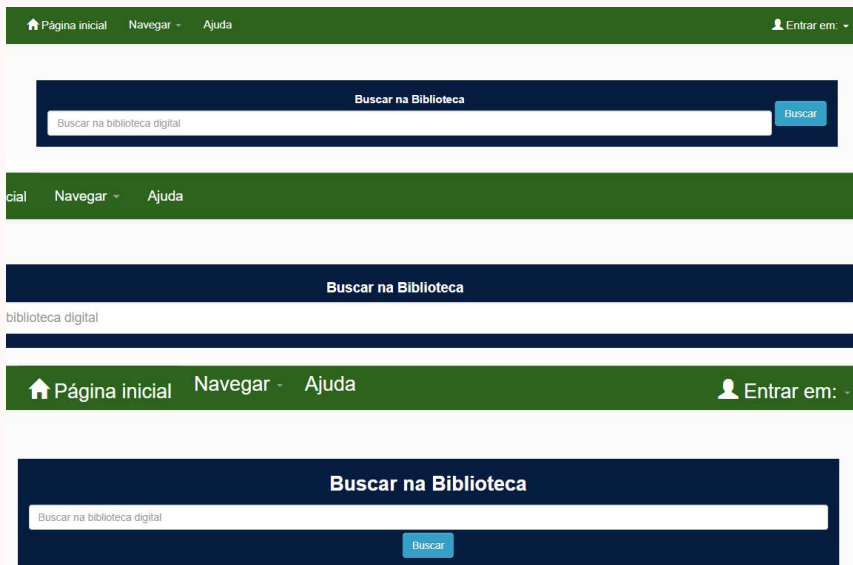 Página inicial Navegar Ajuda Entrar em:
Buscar na Biblioteca
Buscar na biblioteca digital Buscar
cial Navegar Ajuda
Buscar na Biblioteca
biblioteca digital
Página inicial Navegar Ajuda Entrar em:
Buscar na Biblioteca
Buscar na biblioteca digital
Buscar